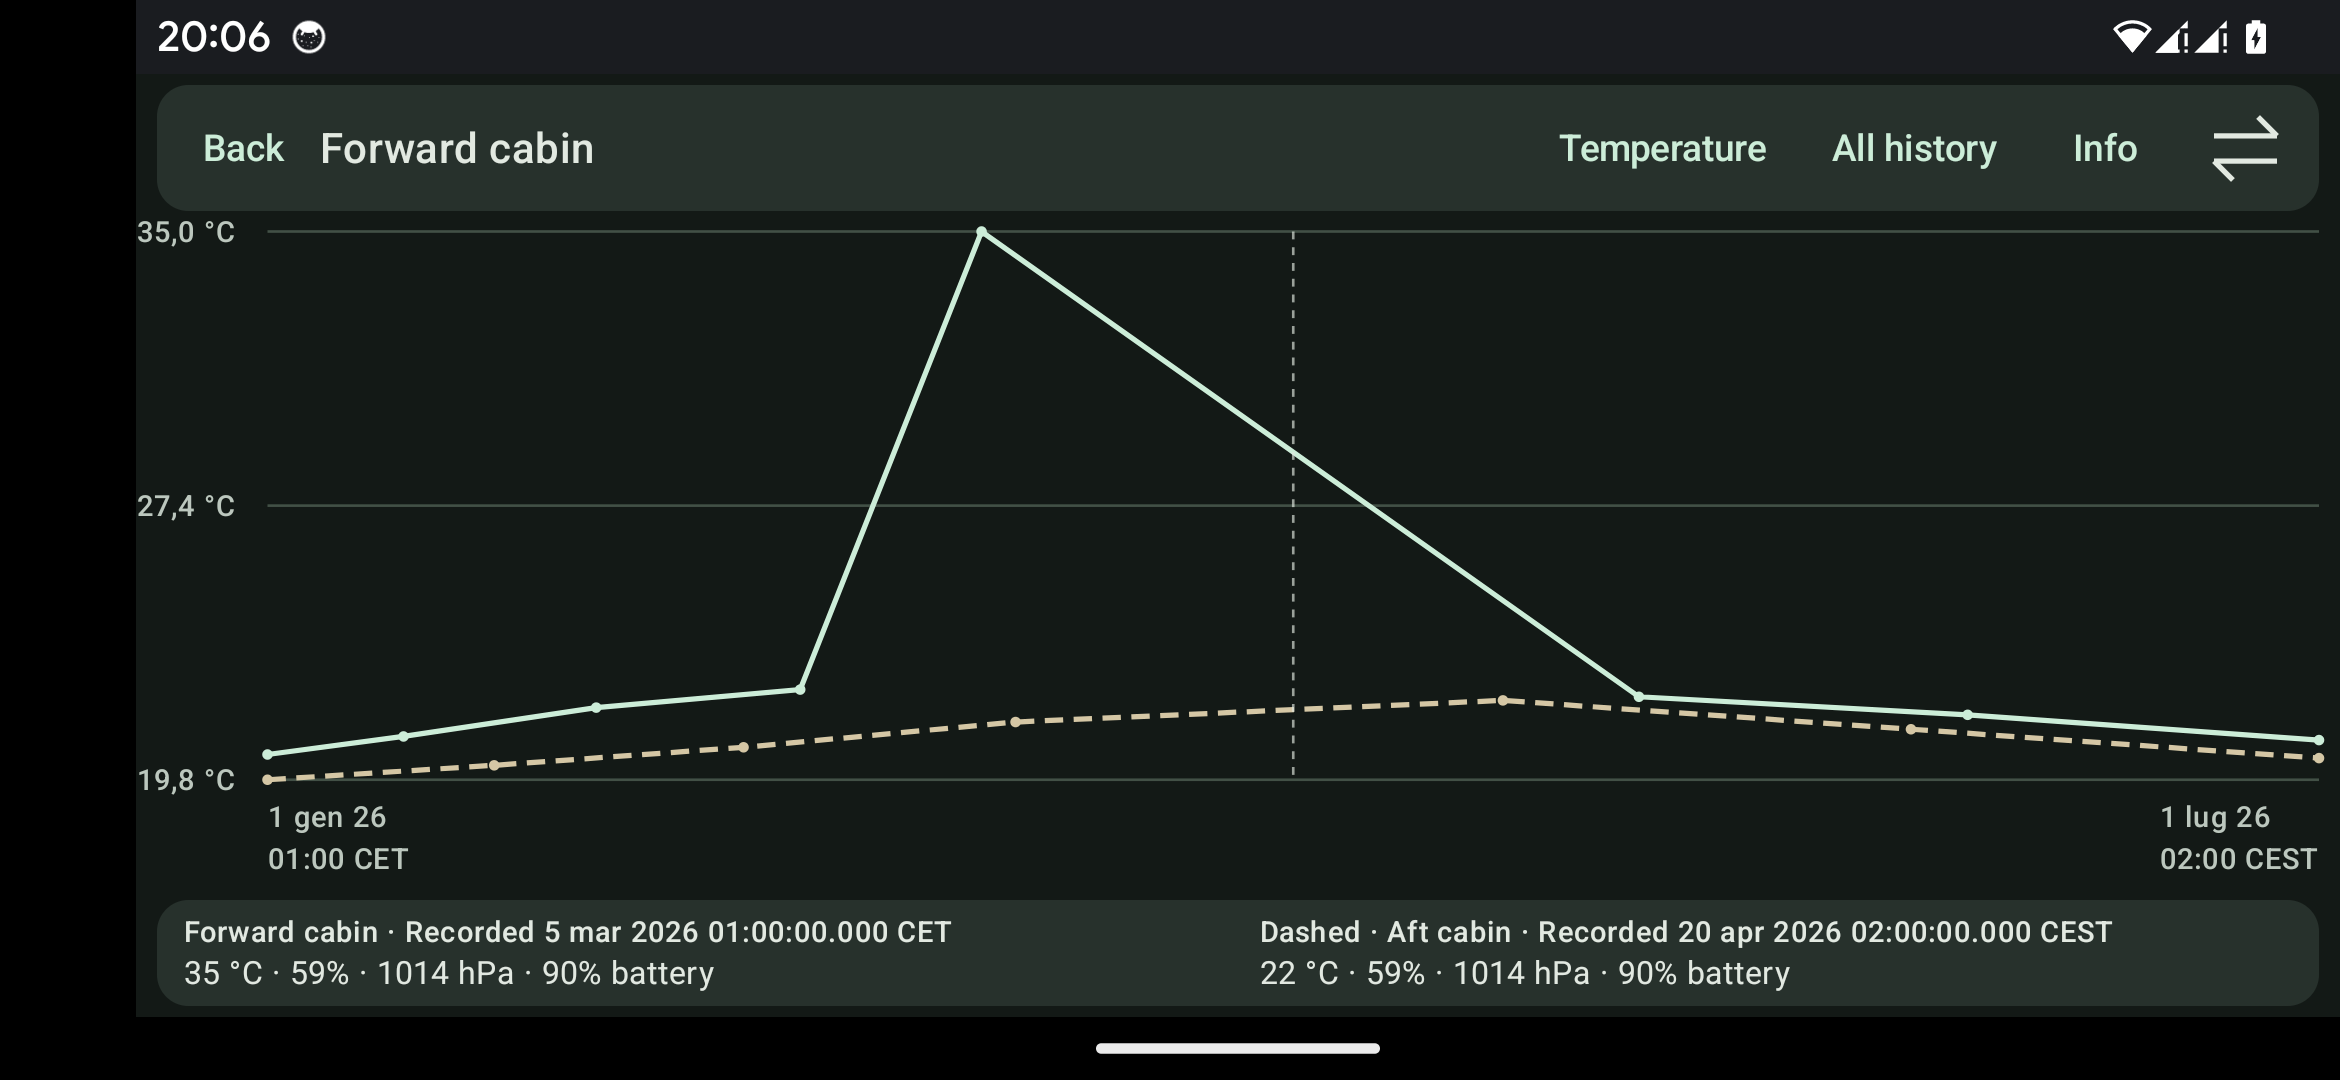 20:06
Back Forward cabin Temperature All history Info
35,0 °C
27,4 °C
19,8 °C
1 gen 26
01:00 CET
1 lug 26
02:00 CEST
Forward cabin · Recorded 5 mar 2026 01:00:00.000 CET
35 °C · 59% · 1014 hPa · 90% battery
Dashed · Aft cabin · Recorded 20 apr 2026 02:00:00.000 CEST
22 °C · 59% · 1014 hPa · 90% battery